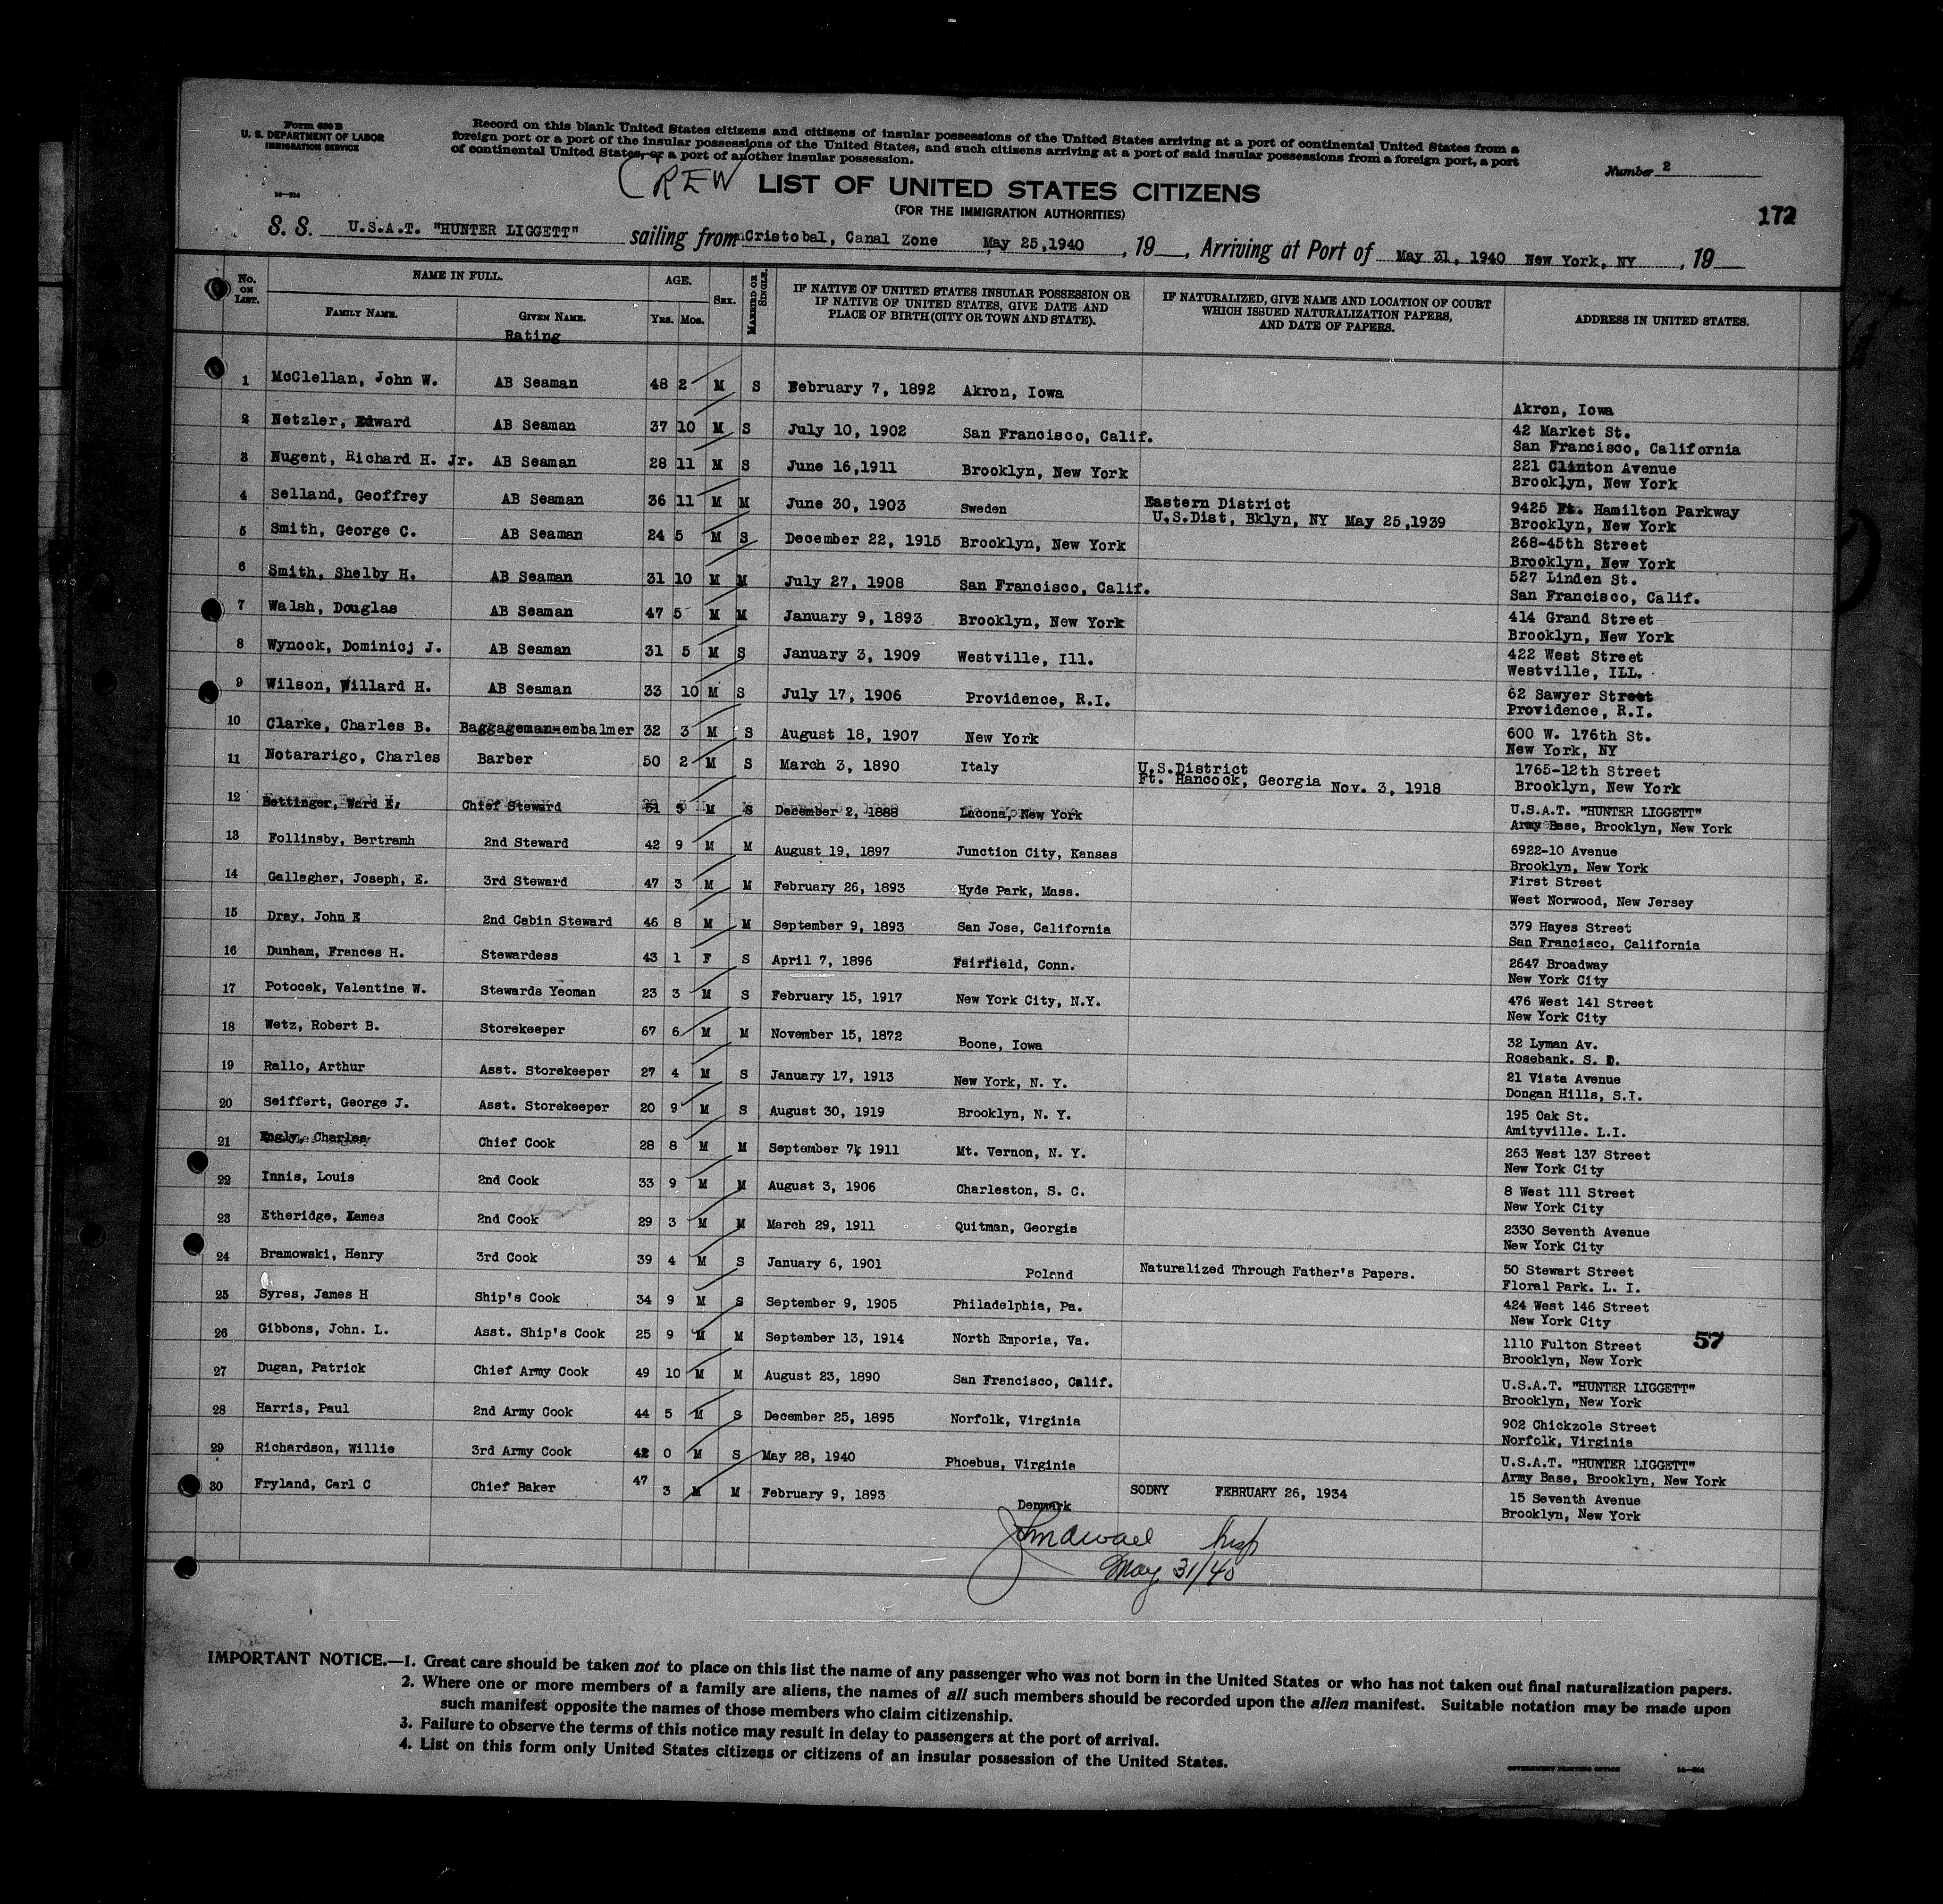 Form 630 B
U. S. DEPARTMENT OF LABOR
IMMIGRATION SERVICE
Record on this blank United States citizens and citizens of insular possessions of the United States arriving at a port of continental United States from a
foreign port or a port of the insular possessions of the United States, and such citizens arriving at a port of said insular possessions from a foreign port, a port
of continental United States, or a port of another insular possession.
Number 2
CREW LIST OF UNITED STATES CITIZENS
(FOR THE IMMIGRATION AUTHORITIES)
172
S. S. U.S.A.T. "HUNTER LIGGETT" sailing from Cristobal, Canal Zone May 25,1940 , 19 , Arriving at Port of May 31, 1940 New York, NY , 19
No. ON LIST. NAME IN FULL. AGE. SEX. MARRIED OR SINGLE. IF NATIVE OF UNITED STATES INSULAR POSSESSION OR IF NATIVE OF UNITED STATES, GIVE DATE AND PLACE OF BIRTH (CITY OR TOWN AND STATE). IF NATURALIZED, GIVE NAME AND LOCATION OF COURT WHICH ISSUED NATURALIZATION PAPERS, AND DATE OF PAPERS. ADDRESS IN UNITED STATES.
FAMILY NAME. GIVEN NAME. YRS. MOS.
Rating
1 McClellan, John W. AB Seaman 48 2 M S February 7, 1892 Akron, Iowa
Akron, Iowa
2 Netzler, Edward AB Seaman 37 10 M S July 10, 1902 San Francisco, Calif. 42 Market St.
San Francisco, California
3 Nugent, Richard H. Jr. AB Seaman 28 11 M S June 16,1911 Brooklyn, New York 221 Clinton Avenue
Brooklyn, New York
4 Selland, Geoffrey AB Seaman 36 11 M M June 30, 1903 Sweden Eastern District
U.S.Dist, Bklyn, NY May 25,1939 9425 Ft. Hamilton Parkway
Brooklyn, New York
5 Smith, George C. AB Seaman 24 5 M S December 22, 1915 Brooklyn, New York 268-45th Street
Brooklyn, New York
6 Smith, Shelby H. AB Seaman 31 10 M M July 27, 1908 San Francisco, Calif. 527 Linden St.
San Francisco, Calif.
7 Walsh, Douglas AB Seaman 47 5 M M January 9, 1893 Brooklyn, New York 414 Grand Street
Brooklyn, New York
8 Wynock, Dominicj J. AB Seaman 31 5 M S January 3, 1909 Westville, Ill. 422 West Street
Westville, ILL.
9 Wilson, Willard H. AB Seaman 33 10 M S July 17, 1906 Providence, R.I. 62 Sawyer Street
Providence, R.I.
10 Clarke, Charles B. Baggageman-embalmer 32 3 M S August 18, 1907 New York 600 W. 176th St.
New York, NY
11 Notararigo, Charles Barber 50 2 M S March 3, 1890 Italy U.S.District
Ft. Hancock, Georgia Nov. 3, 1918 1765-12th Street
Brooklyn, New York
12 Bettinger, Ward E. Chief Steward 51 5 M S December 2, 1888 Lacona, New York U.S.A.T. "HUNTER LIGGETT"
Army Base, Brooklyn, New York
13 Follinsby, Bertramh 2nd Steward 42 9 M M August 19, 1897 Junction City, Kansas 6922-10 Avenue
Brooklyn, New York
14 Gallegher, Joseph, E. 3rd Steward 47 3 M M February 26, 1893 Hyde Park, Mass. First Street
West Norwood, New Jersey
15 Dray, John E 2nd Cabin Steward 46 8 M M September 9, 1893 San Jose, California 379 Hayes Street
San Francisco, California
16 Dunham, Frances H. Stewardess 43 1 F S April 7, 1896 Fairfield, Conn. 2647 Broadway
New York City
17 Potocek, Valentine W. Stewards Yeoman 23 3 M S February 15, 1917 New York City, N.Y. 476 West 141 Street
New York City
18 Wetz, Robert B. Storekeeper 67 6 M M November 15, 1872 Boone, Iowa 32 Lyman Av.
Rosebank. S. D.
19 Rallo, Arthur Asst. Storekeeper 27 4 M S January 17, 1913 New York, N. Y. 21 Vista Avenue
Dongan Hills, S.I.
20 Seiffert, George J. Asst. Storekeeper 20 9 M S August 30, 1919 Brooklyn, N. Y. 195 Oak St.
Amityville. L.I.
21 Charles Chief Cook 28 8 M M September 7, 1911 Mt. Vernon, N. Y. 263 West 137 Street
New York City
22 Innis, Louis 2nd Cook 33 9 M M August 3, 1906 Charleston, S. C. 8 West 111 Street
New York City
23 Etheridge, James 2nd Cook 29 3 M M March 29, 1911 Quitman, Georgia 2330 Seventh Avenue
New York City
24 Bramowski, Henry 3rd Cook 39 4 M S January 6, 1901 Poland Naturalized Through Father's Papers. 50 Stewart Street
Floral Park. L. I.
25 Syres, James H Ship's Cook 34 9 M S September 9, 1905 Philadelphia, Pa. 424 West 146 Street
New York City
26 Gibbons, John. L. Asst. Ship's Cook 25 9 M M September 13, 1914 North Emporia, Va. 1110 Fulton Street
Brooklyn, New York
57
27 Dugan, Patrick Chief Army Cook 49 10 M M August 23, 1890 San Francisco, Calif. U.S.A.T. "HUNTER LIGGETT"
Brooklyn, New York
28 Harris, Paul 2nd Army Cook 44 5 M S December 25, 1895 Norfolk, Virginia 902 Chickzole Street
Norfolk, Virginia
29 Richardson, Willie 3rd Army Cook 42 0 M S May 28, 1940 Phoebus, Virginia U.S.A.T. "HUNTER LIGGETT"
Army Base, Brooklyn, New York
30 Fryland, Carl C Chief Baker 47 3 M M February 9, 1893 Denmark SODNY FEBRUARY 26, 1934 15 Seventh Avenue
Brooklyn, New York
May 31/40
IMPORTANT NOTICE.—1. Great care should be taken not to place on this list the name of any passenger who was not born in the United States or who has not taken out final naturalization papers.
2. Where one or more members of a family are aliens, the names of all such members should be recorded upon the alien manifest. Suitable notation may be made upon
such manifest opposite the names of those members who claim citizenship.
3. Failure to observe the terms of this notice may result in delay to passengers at the port of arrival.
4. List on this form only United States citizens or citizens of an insular possession of the United States.
GOVERNMENT PRINTING OFFICE